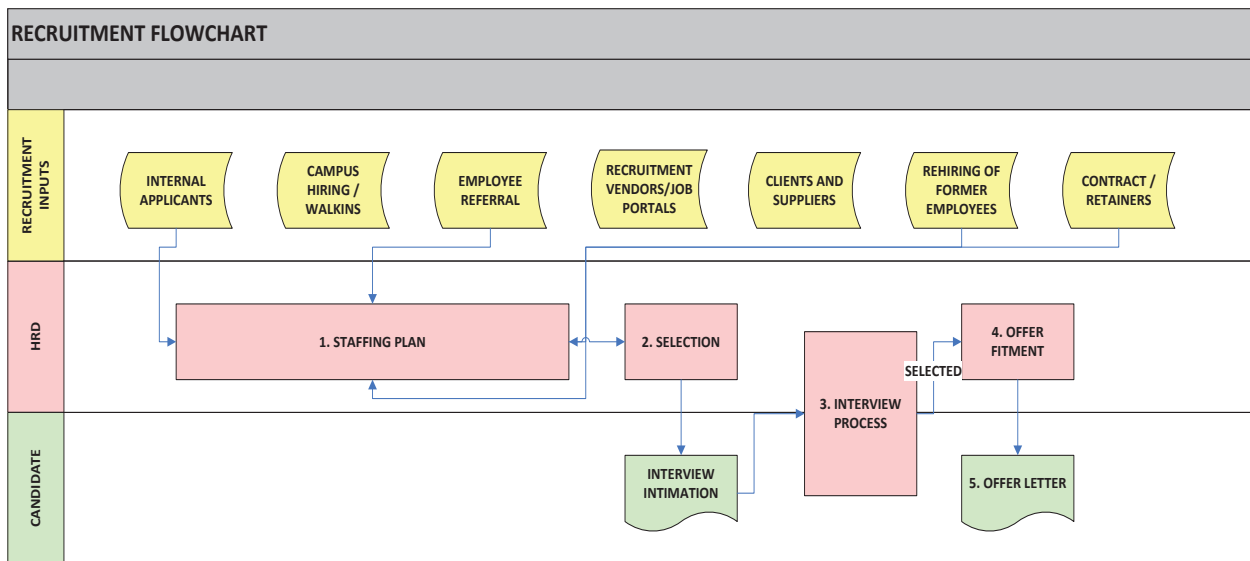 RECRUITMENT FLOWCHART
RECRUITMENT
INPUTS
INTERNAL
APPLICANTS
CAMPUS
HIRING /
WALKINS
EMPLOYEE
REFERRAL
RECRUITMENT
VENDORS/JOB
PORTALS
CLIENTS AND
SUPPLIERS
REHIRING OF
FORMER
EMPLOYEES
CONTRACT /
RETAINERS
HRD
1. STAFFING PLAN
2. SELECTION
3. INTERVIEW
PROCESS
SELECTED
4. OFFER
FITMENT
CANDIDATE
INTERVIEW
INTIMATION
5. OFFER LETTER